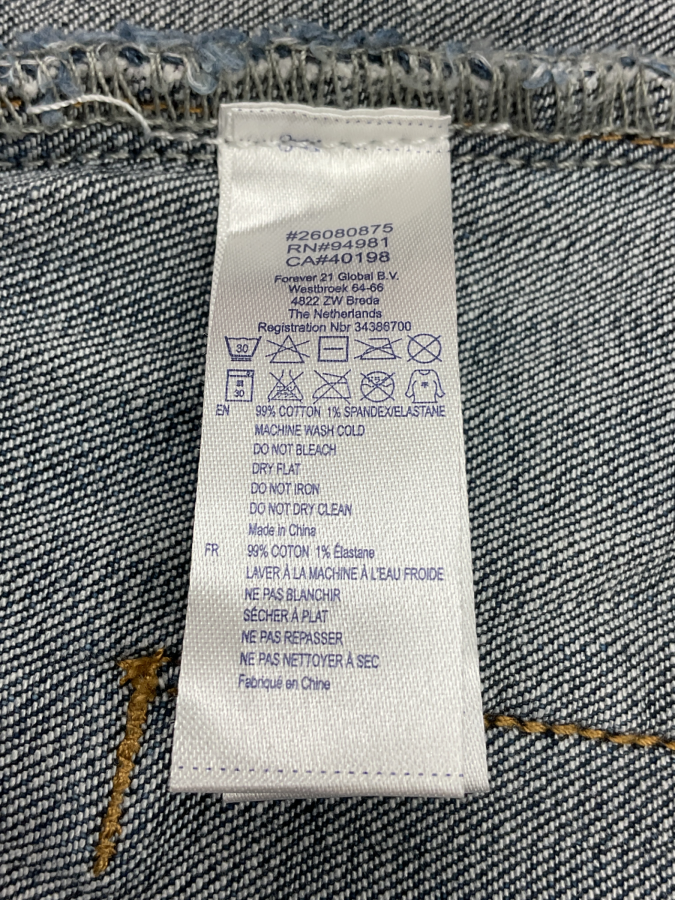 #26080875
RN#94981
CA#40198
Forever 21 Global B.V.
Westbroek 64-66
4822 ZW Breda
The Netherlands
Registration Nbr 34386700
30
30
EN 99% COTTON 1% SPANDEX/ELASTANE
MACHINE WASH COLD
DO NOT BLEACH
DRY FLAT
DO NOT IRON
DO NOT DRY CLEAN
Made in China
FR 99% COTON 1% Élastane
LAVER À LA MACHINE À L'EAU FROIDE
NE PAS BLANCHIR
SÉCHER À PLAT
NE PAS REPASSER
NE PAS NETTOYER À SEC
Fabriqué en Chine